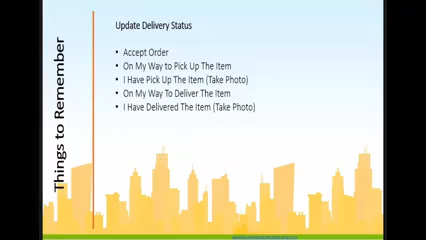 Things to Remember
Update Delivery Status
• Accept Order
• On My Way to Pick Up The Item
• I Have Pick Up The Item (Take Photo)
• On My Way To Deliver The Item
• I Have Delivered The Item (Take Photo)